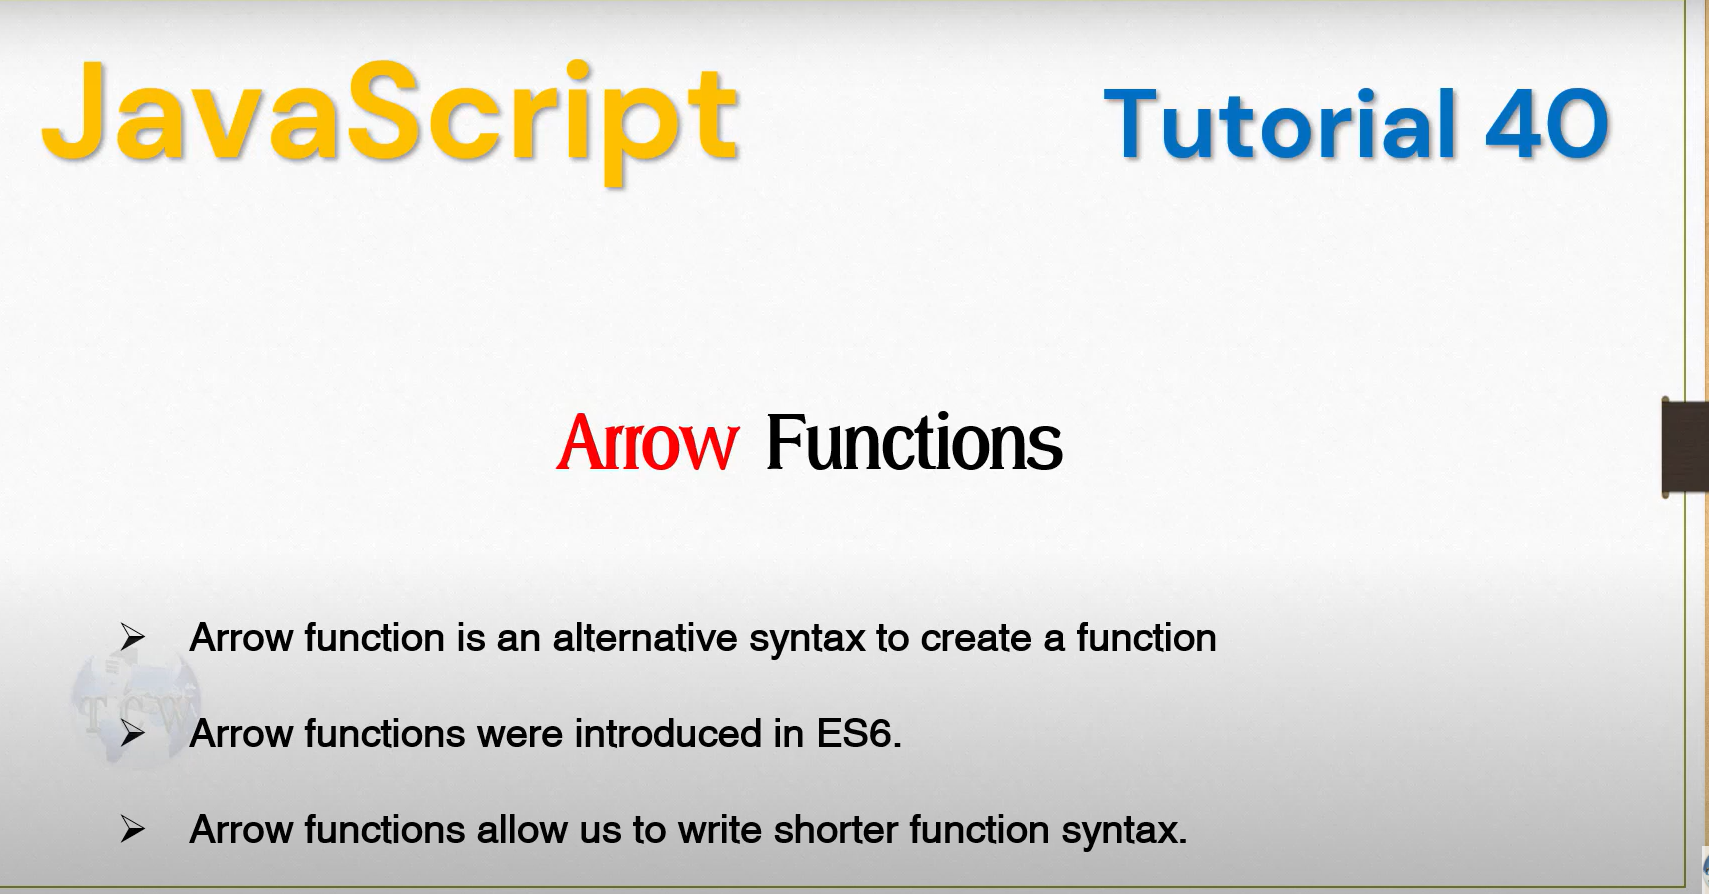 JavaScript
Tutorial 40
Arrow Functions
Arrow function is an alternative syntax to create a function
Arrow functions were introduced in ES6.
Arrow functions allow us to write shorter function syntax.
TCW